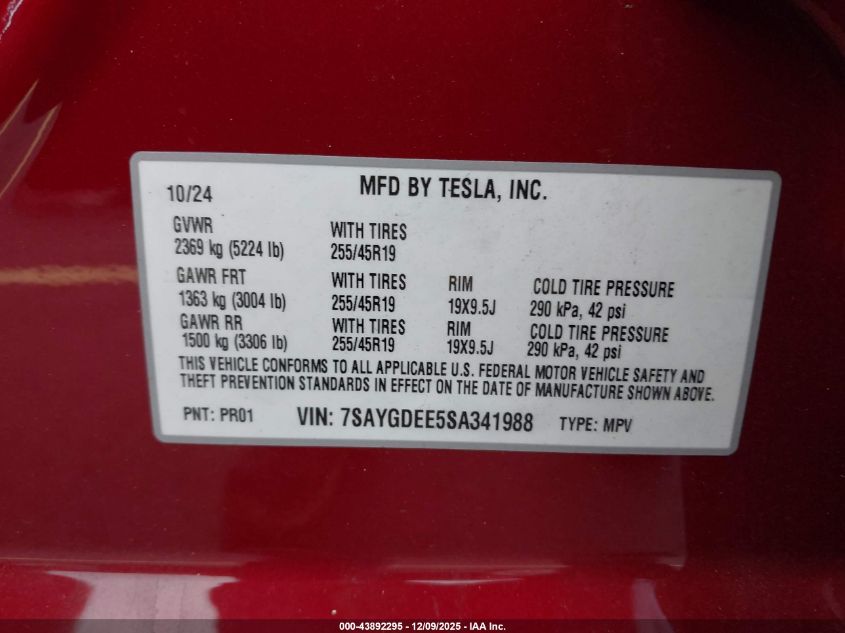 10/24 MFD BY TESLA, INC.
GVWR
2369 kg (5224 lb)
WITH TIRES
255/45R19
GAWR FRT WITH TIRES RIM COLD TIRE PRESSURE
1363 kg (3004 lb) 255/45R19 19X9.5J 290 kPa, 42 psi
GAWR RR WITH TIRES RIM COLD TIRE PRESSURE
1500 kg (3306 lb) 255/45R19 19X9.5J 290 kPa, 42 psi
THIS VEHICLE CONFORMS TO ALL APPLICABLE U.S. FEDERAL MOTOR VEHICLE SAFETY AND
THEFT PREVENTION STANDARDS IN EFFECT ON THE DATE OF MANUFACTURE SHOWN ABOVE.
PNT: PR01 VIN: 7SAYGDEE5SA341988 TYPE: MPV
000-43892295 - 12/09/2025 - IAA Inc.